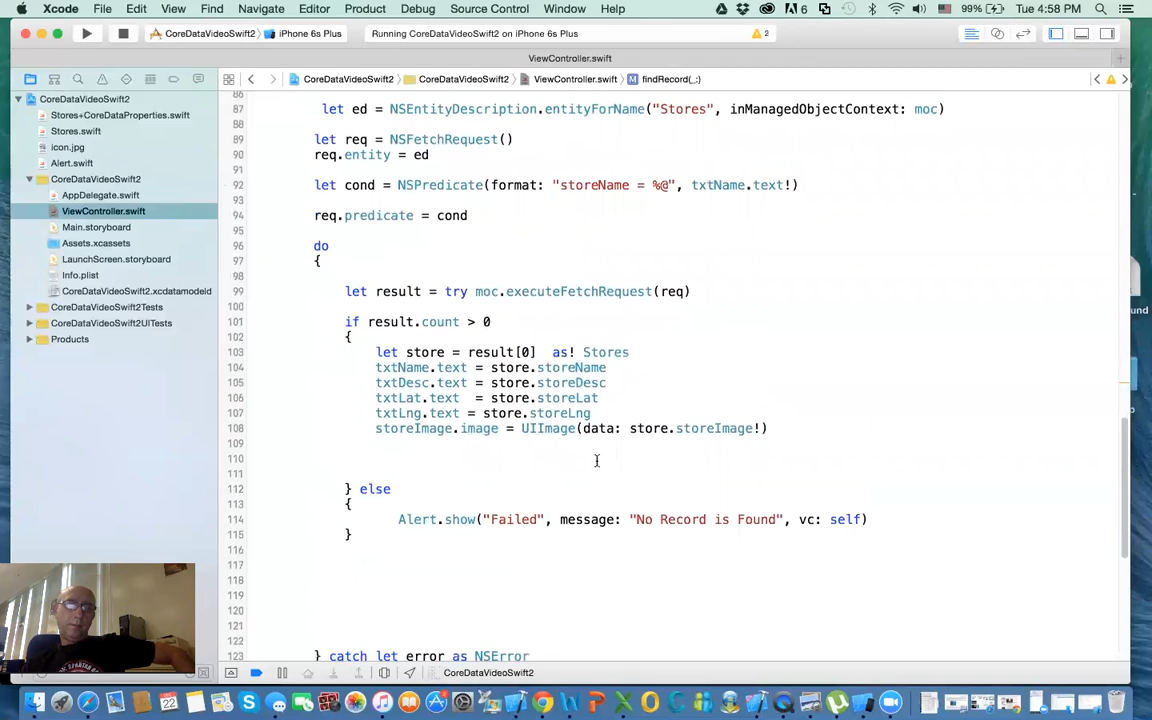 Xcode File Edit View Find Navigate Editor Product Debug Source Control Window Help 6 99% Tue 4:58 PM
CoreDataVideoSwift2 iPhone 6s Plus Running CoreDataVideoSwift2 on iPhone 6s Plus 2
ViewController.swift
CoreDataVideoSwift2 CoreDataVideoSwift2 ViewController.swift M findRecord(_:)
CoreDataVideoSwift2
Stores+CoreDataProperties.swift
Stores.swift
icon.jpg
Alert.swift
CoreDataVideoSwift2
AppDelegate.swift
ViewController.swift
Main.storyboard
Assets.xcassets
LaunchScreen.storyboard
Info.plist
CoreDataVideoSwift2.xcdatamodeld
CoreDataVideoSwift2Tests
CoreDataVideoSwift2UITests
Products
86
87 let ed = NSEntityDescription.entityForName("Stores", inManagedObjectContext: moc)
88
89 let req = NSFetchRequest()
90 req.entity = ed
91
92 let cond = NSPredicate(format: "storeName = %@", txtName.text!)
93
94 req.predicate = cond
95
96 do
97 {
98
99 let result = try moc.executeFetchRequest(req)
100
101 if result.count > 0
102 {
103 let store = result[0] as! Stores
104 txtName.text = store.storeName
105 txtDesc.text = store.storeDesc
106 txtLat.text = store.storeLat
107 txtLng.text = store.storeLng
108 storeImage.image = UIImage(data: store.storeImage!)
109
110
111
112 } else
113 {
114 Alert.show("Failed", message: "No Record is Found", vc: self)
115 }
116
117
118
119
120
121
122
123 } catch let error as NSError
CoreDataVideoSwift2
ound
22